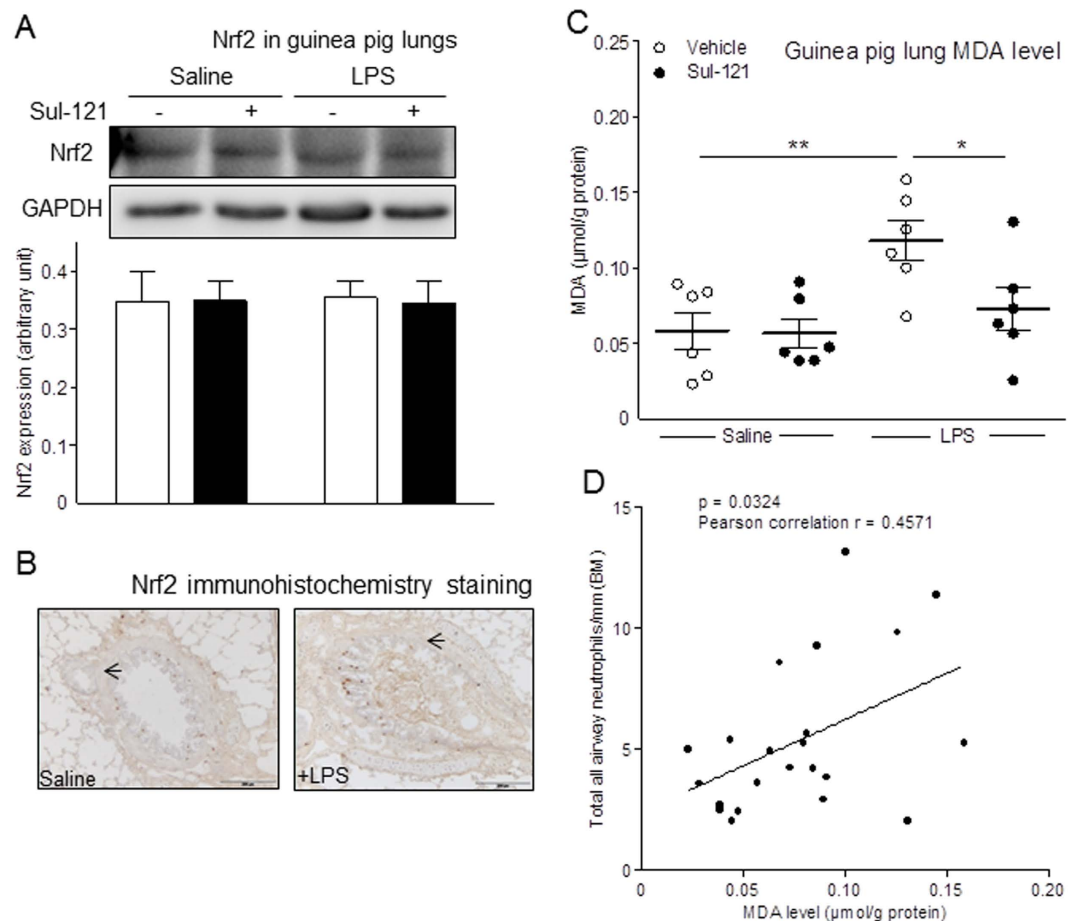 A
Nrf2 in guinea pig lungs
Saline LPS
Sul-121 - + - +
Nrf2
GAPDH
Nrf2 expression (arbitrary unit)
0.4
0.3
0.2
0.1
0
B
Nrf2 immunohistochemistry staining
Saline
+LPS
C
Guinea pig lung MDA level
Vehicle
Sul-121
** *
MDA (µmol/g protein)
0.25
0.20
0.15
0.10
0.05
0
Saline LPS
D
p = 0.0324
Pearson correlation r = 0.4571
Total all airway neutrophils/mm (BM)
15
10
5
0
0 0.05 0.10 0.15 0.20
MDA level (µmol/g protein)